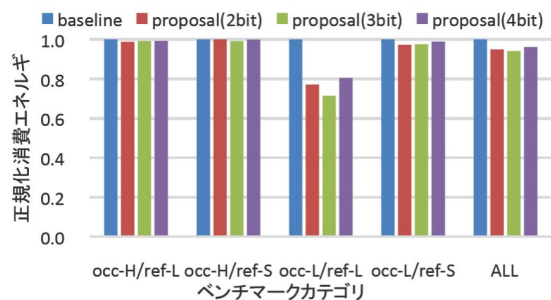 baseline proposal(2bit) proposal(3bit) proposal(4bit)
正規化消費エネルギ
1.0
0.8
0.6
0.4
0.2
0.0
occ-H/ref-L occ-H/ref-S occ-L/ref-L occ-L/ref-S ALL
ベンチマークカテゴリ